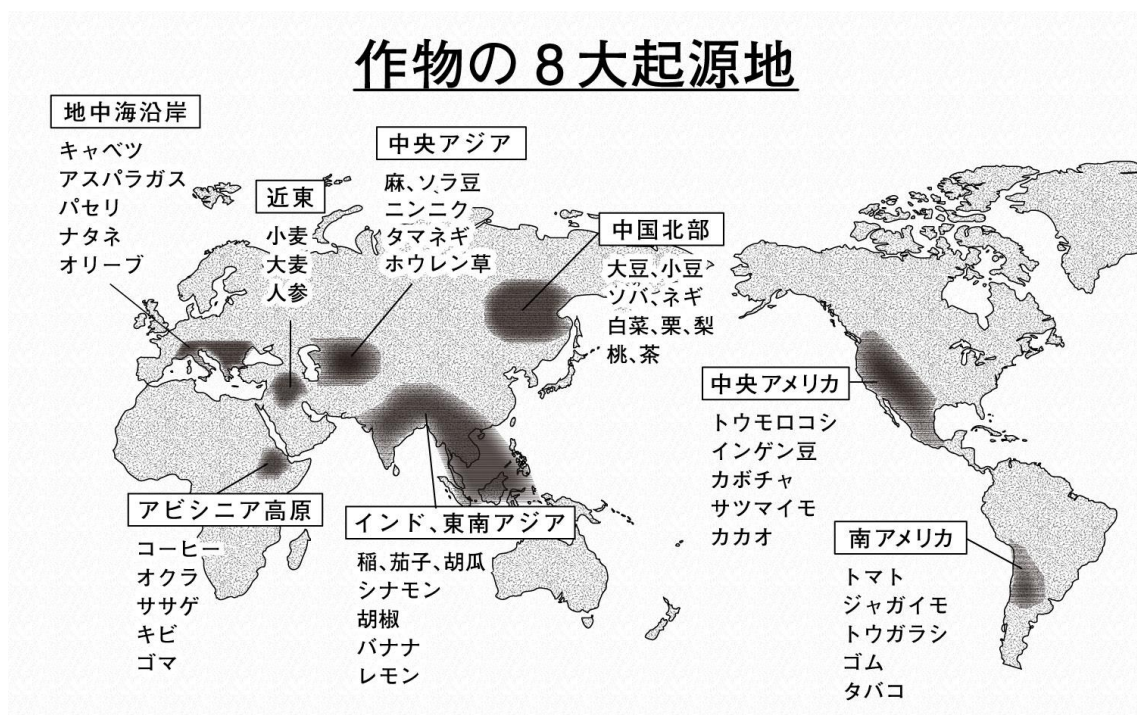 作物の8大起源地
地中海沿岸
キャベツ
アスパラガス
パセリ
ナタネ
オリーブ
近東
小麦
大麦
人参
中央アジア
麻、ソラ豆
ニンニク
タマネギ
ホウレン草
中国北部
大豆、小豆
ソバ、ネギ
白菜、栗、梨
桃、茶
アビシニア高原
コーヒー
オクラ
ササゲ
キビ
ゴマ
インド、東南アジア
稲、茄子、胡瓜
シナモン
胡椒
バナナ
レモン
中央アメリカ
トウモロコシ
インゲン豆
カボチャ
サツマイモ
カカオ
南アメリカ
トマト
ジャガイモ
トウガラシ
ゴム
タバコ